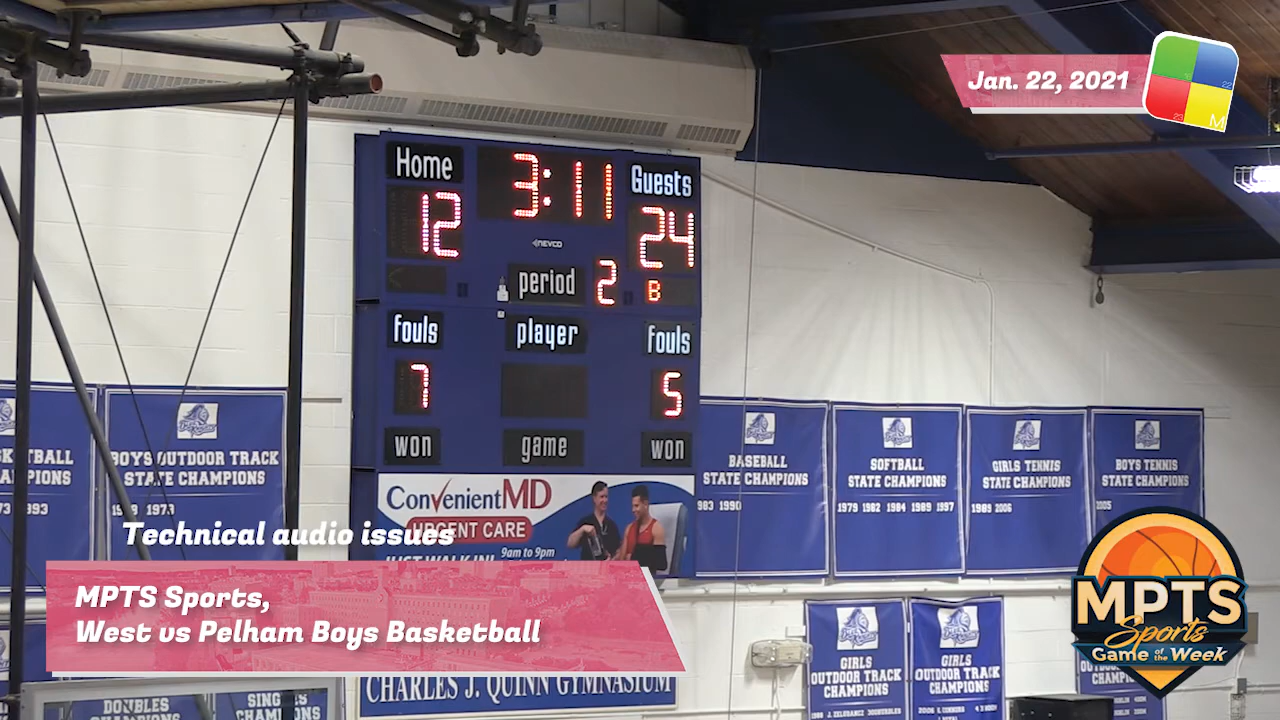 Jan. 22, 2021
M
Home
3:11
Guests
12
24
NEVCO
period
2
B
fouls
player
fouls
7
5
won
game
won
ConvenientMD
URGENT CARE
JUST WALK IN!
9am to 9pm
BOYS OUTDOOR TRACK
STATE CHAMPIONS
BASEBALL
STATE CHAMPIONS
SOFTBALL
STATE CHAMPIONS
1979 1982 1984 1989 1997
GIRLS TENNIS
STATE CHAMPIONS
1989 2006
BOYS TENNIS
STATE CHAMPIONS
2005
Technical audio issues
MPTS Sports,
West vs Pelham Boys Basketball
MPTS
Sports
Game of the Week
CHARLES J. QUINN GYMNASIUM
DOUBLES
CHAMPIONS
GIRLS
OUTDOOR TRACK
CHAMPIONS
GIRLS
OUTDOOR TRACK
CHAMPIONS